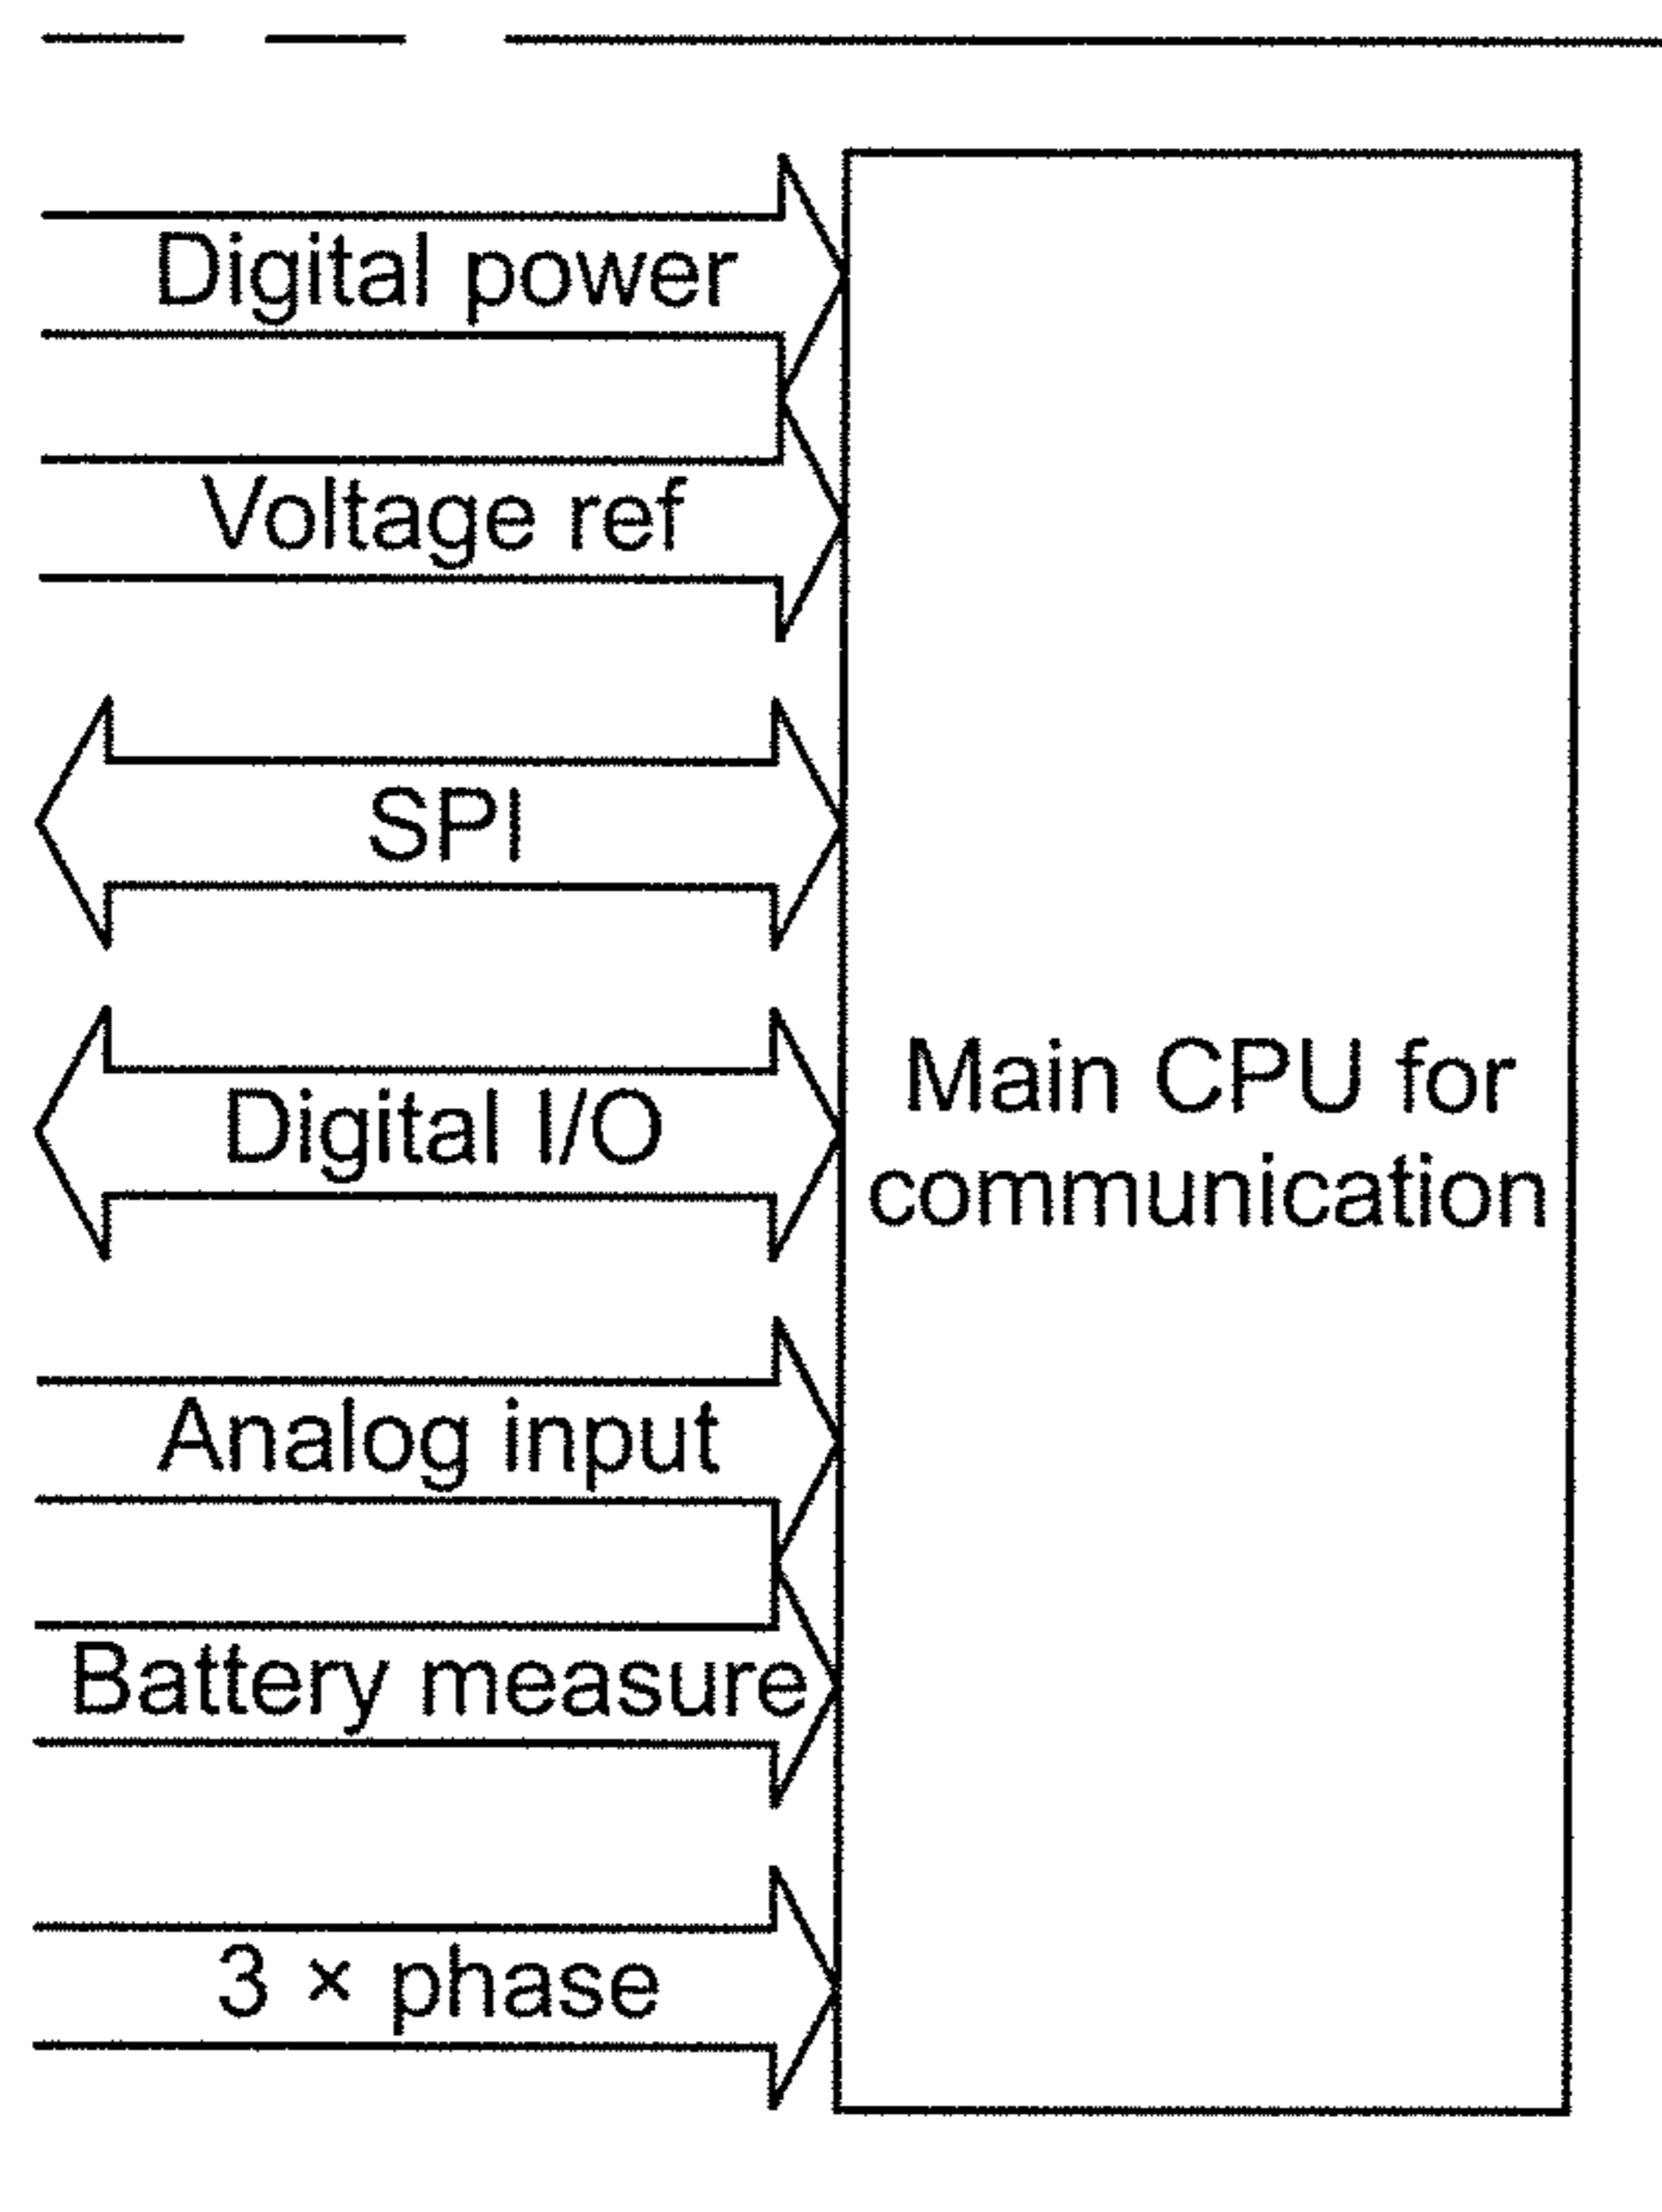 Digital power
Voltage ref
SPI
Digital I/O
Main CPU for
communication
Analog input
Battery measure
3 × phase